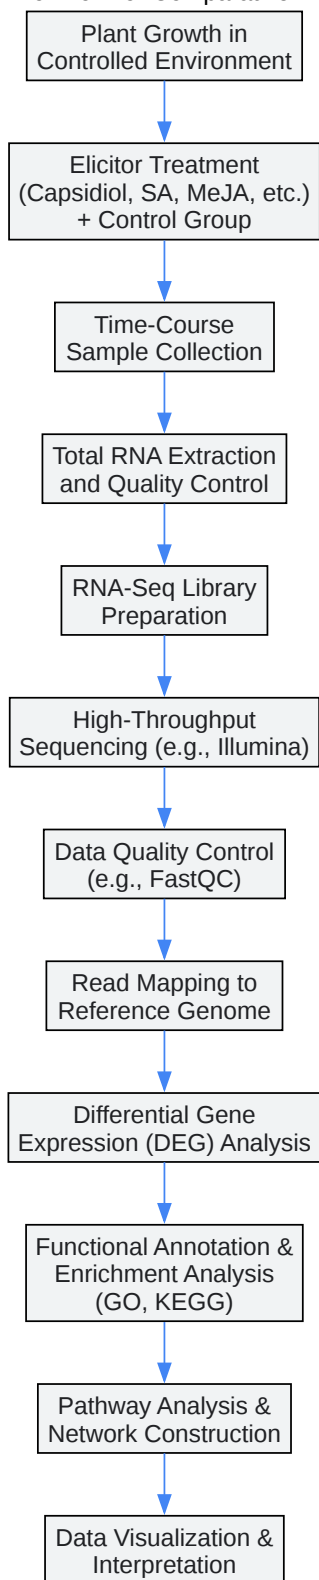 Plant Growth in
Controlled Environment
Elicitor Treatment
(Capsidiol, SA, MeJA, etc.)
+ Control Group
Time-Course
Sample Collection
Total RNA Extraction
and Quality Control
RNA-Seq Library
Preparation
High-Throughput
Sequencing (e.g., Illumina)
Data Quality Control
(e.g., FastQC)
Read Mapping to
Reference Genome
Differential Gene
Expression (DEG) Analysis
Functional Annotation &
Enrichment Analysis
(GO, KEGG)
Pathway Analysis &
Network Construction
Data Visualization &
Interpretation